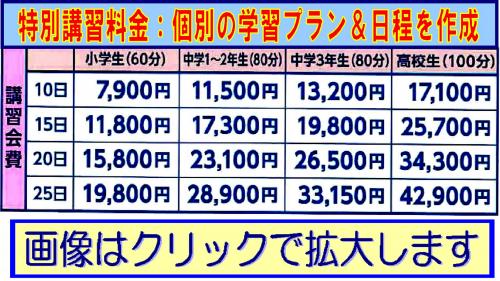 特別講習料金：個別の学習プラン＆日程を作成
小学生(60分) 中学1～2年生(80分) 中学3年生(80分) 高校生(100分)
講習会費
10日 7,900円 11,500円 13,200円 17,100円
15日 11,800円 17,300円 19,800円 25,700円
20日 15,800円 23,100円 26,500円 34,300円
25日 19,800円 28,900円 33,150円 42,900円
画像はクリックで拡大します